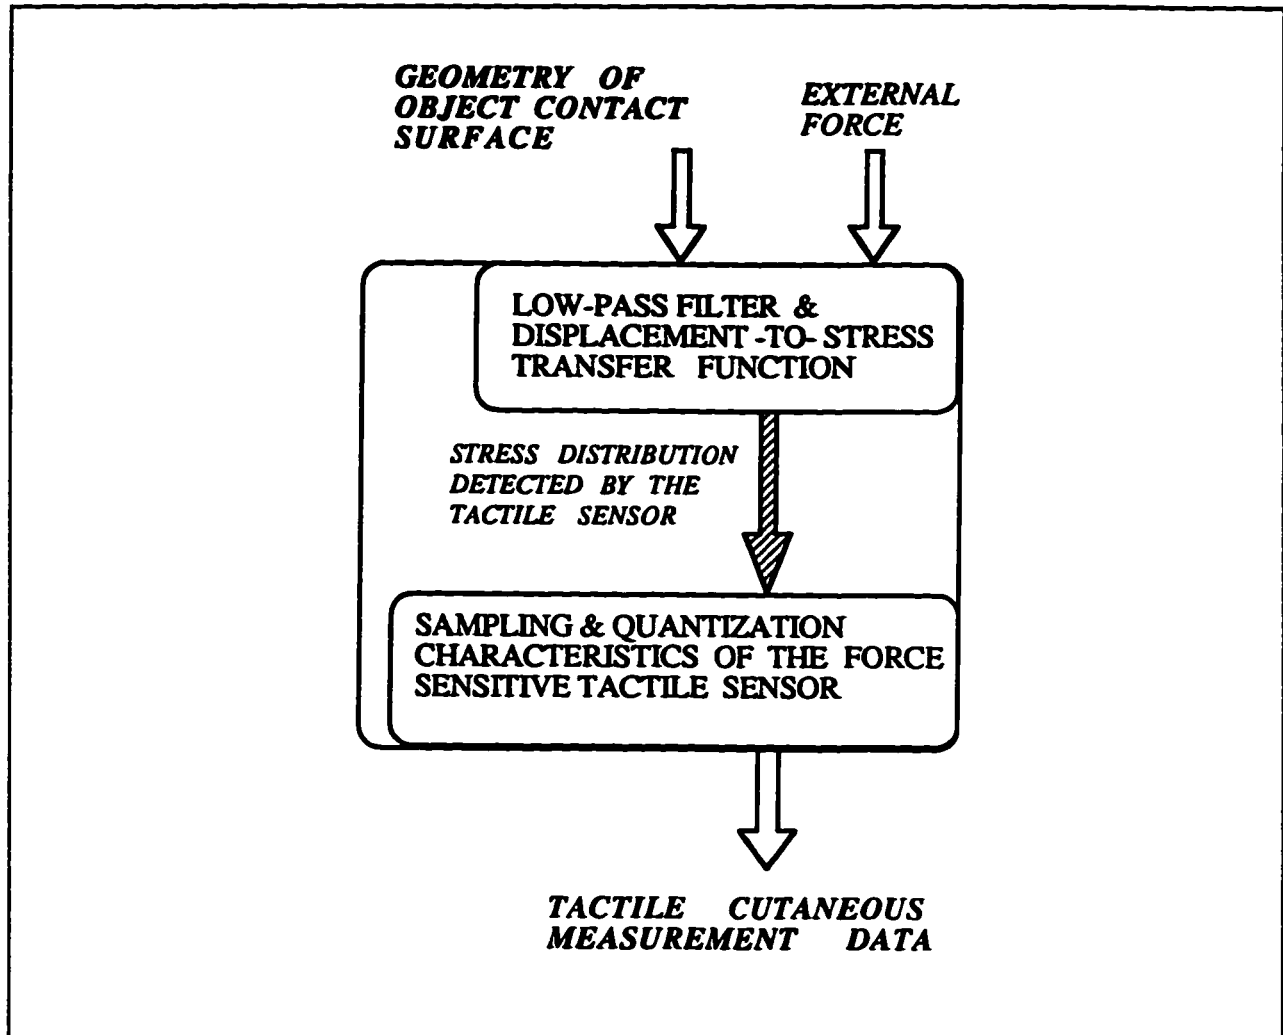 GEOMETRY OF
OBJECT CONTACT
SURFACE
EXTERNAL
FORCE
LOW-PASS FILTER &
DISPLACEMENT -TO- STRESS
TRANSFER FUNCTION
STRESS DISTRIBUTION
DETECTED BY THE
TACTILE SENSOR
SAMPLING & QUANTIZATION
CHARACTERISTICS OF THE FORCE
SENSITIVE TACTILE SENSOR
TACTILE CUTANEOUS
MEASUREMENT DATA